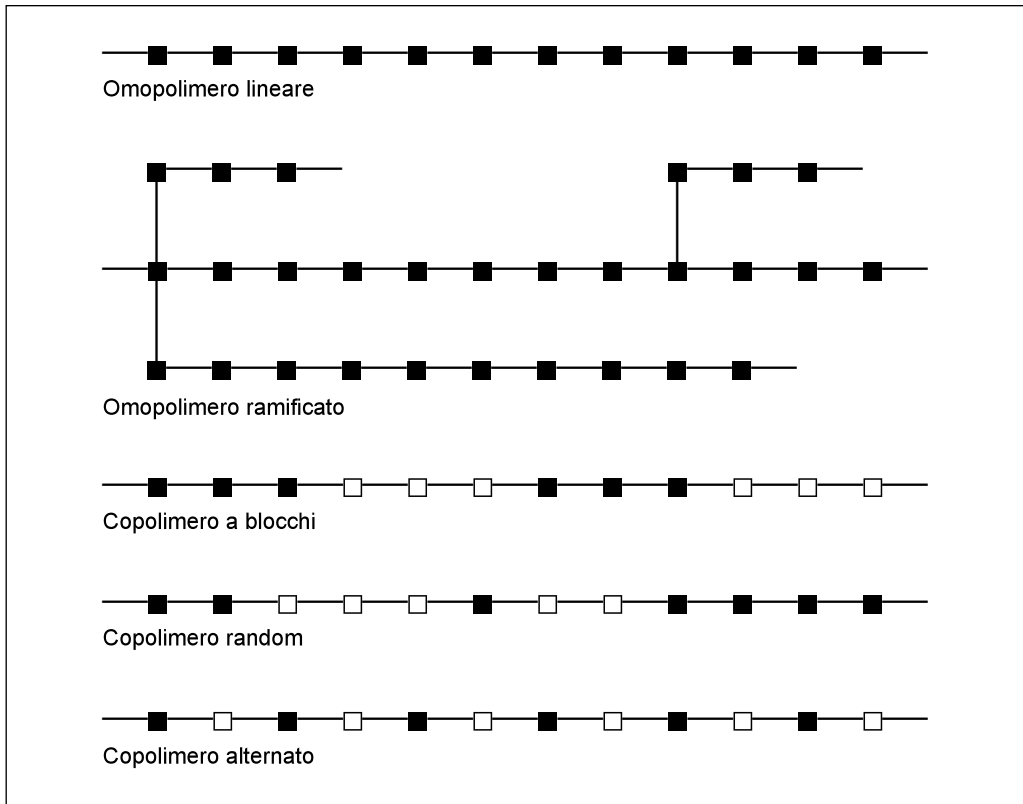 Omopolimero lineare
Omopolimero ramificato
Copolimero a blocchi
Copolimero random
Copolimero alternato